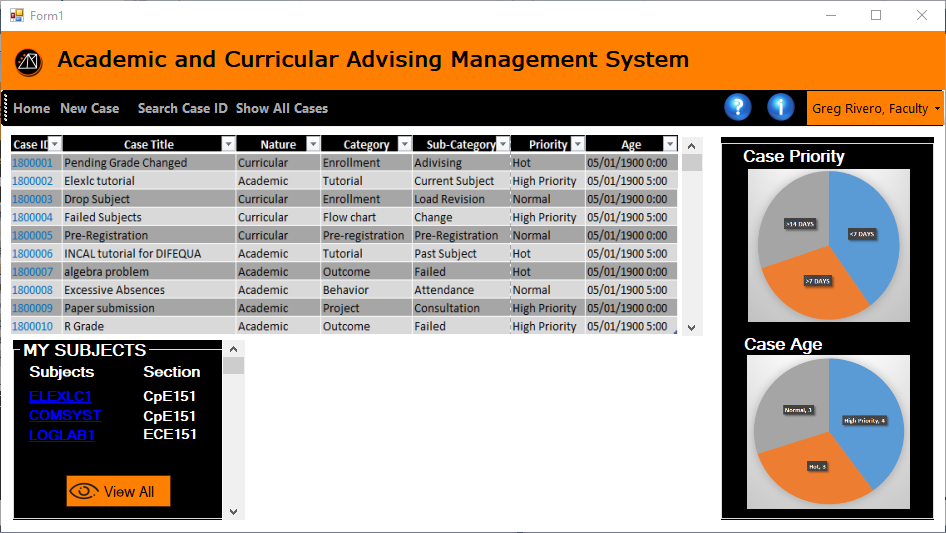 Form1
Academic and Curricular Advising Management System
Home New Case Search Case ID Show All Cases Greg Rivero, Faculty
Case ID Case Title Nature Category Sub-Category Priority Age
1800001 Pending Grade Changed Curricular Enrollment Adivising Hot 05/01/1900 0:00
1800002 Elexlc tutorial Academic Tutorial Current Subject High Priority 05/01/1900 5:00
1800003 Drop Subject Curricular Enrollment Load Revision Normal 05/01/1900 0:00
1800004 Failed Subjects Curricular Flow chart Change High Priority 05/01/1900 5:00
1800005 Pre-Registration Curricular Pre-registration Pre-Registration Normal 05/01/1900 0:00
1800006 INCAL tutorial for DIFEQUA Academic Tutorial Past Subject Hot 05/01/1900 5:00
1800007 algebra problem Academic Outcome Failed Hot 05/01/1900 0:00
1800008 Excessive Absences Academic Behavior Attendance Normal 05/01/1900 5:00
1800009 Paper submission Academic Project Consultation High Priority 05/01/1900 0:00
1800010 R Grade Academic Outcome Failed High Priority 05/01/1900 5:00
MY SUBJECTS
Subjects Section
ELEXLC1 CpE151
COMSYST CpE151
LOGLAB1 ECE151
View All
Case Priority
>14 DAYS
<7 DAYS
>7 DAYS
Case Age
Normal, 3
High Priority, 4
Hot, 3